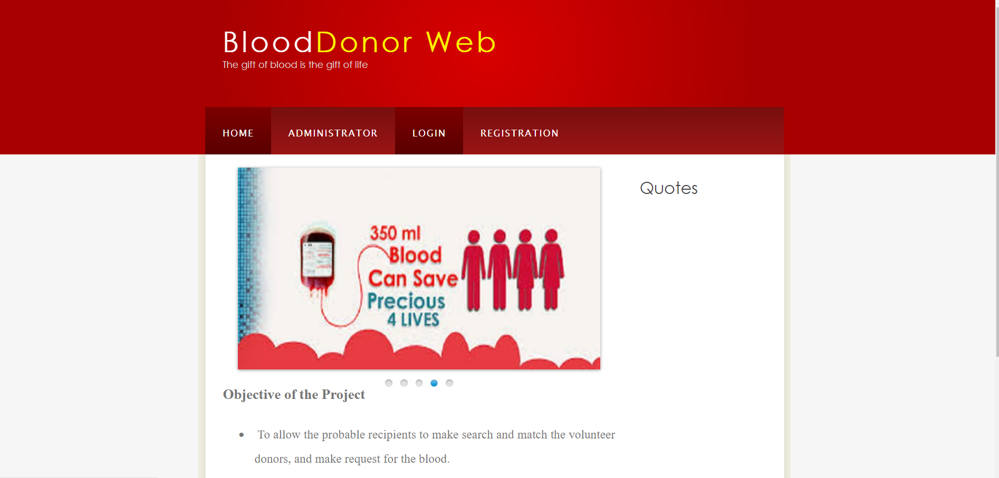 BloodDonor Web
The gift of blood is the gift of life
HOME ADMINISTRATOR LOGIN REGISTRATION
350 ml
Blood
Can Save
Precious
4 LIVES
Quotes
Objective of the Project
• To allow the probable recipients to make search and match the volunteer
donors, and make request for the blood.